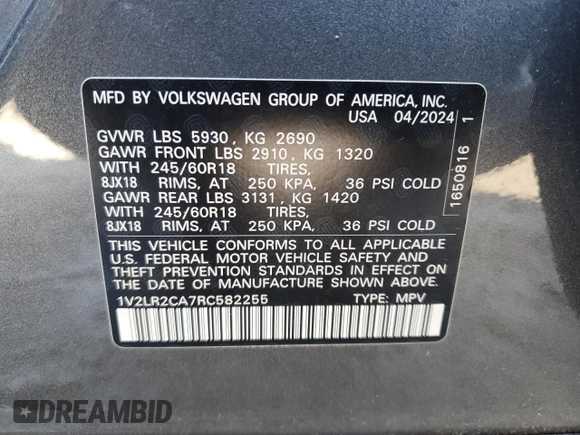 MFD BY VOLKSWAGEN GROUP OF AMERICA, INC.
USA 04/2024
GVWR LBS 5930 , KG 2690
GAWR FRONT LBS 2910 , KG 1320
WITH 245/60R18 TIRES,
8JX18 RIMS, AT 250 KPA, 36 PSI COLD
GAWR REAR LBS 3131 , KG 1420
WITH 245/60R18 TIRES,
8JX18 RIMS, AT 250 KPA, 36 PSI COLD
THIS VEHICLE CONFORMS TO ALL APPLICABLE
U.S. FEDERAL MOTOR VEHICLE SAFETY AND
THEFT PREVENTION STANDARDS IN EFFECT ON
THE DATE OF MANUFACTURE SHOWN ABOVE.
1V2LR2CA7RC582255 TYPE: MPV
1650816 1
DREAMBID